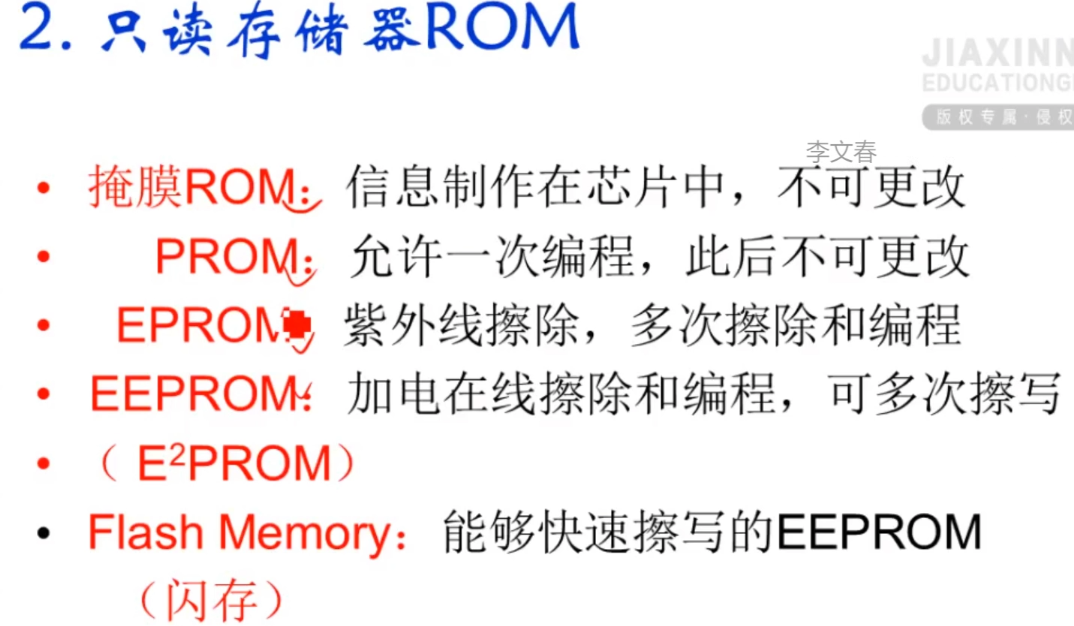 2. 只读存储器ROM
JIAXINN
EDUCATIONG
版权专属·侵权
李文春
• 掩膜ROM：信息制作在芯片中，不可更改
• PROM：允许一次编程，此后不可更改
• EPROM 紫外线擦除，多次擦除和编程
• EEPROM：加电在线擦除和编程，可多次擦写
• （ E²PROM）
• Flash Memory：能够快速擦写的EEPROM
（闪存）